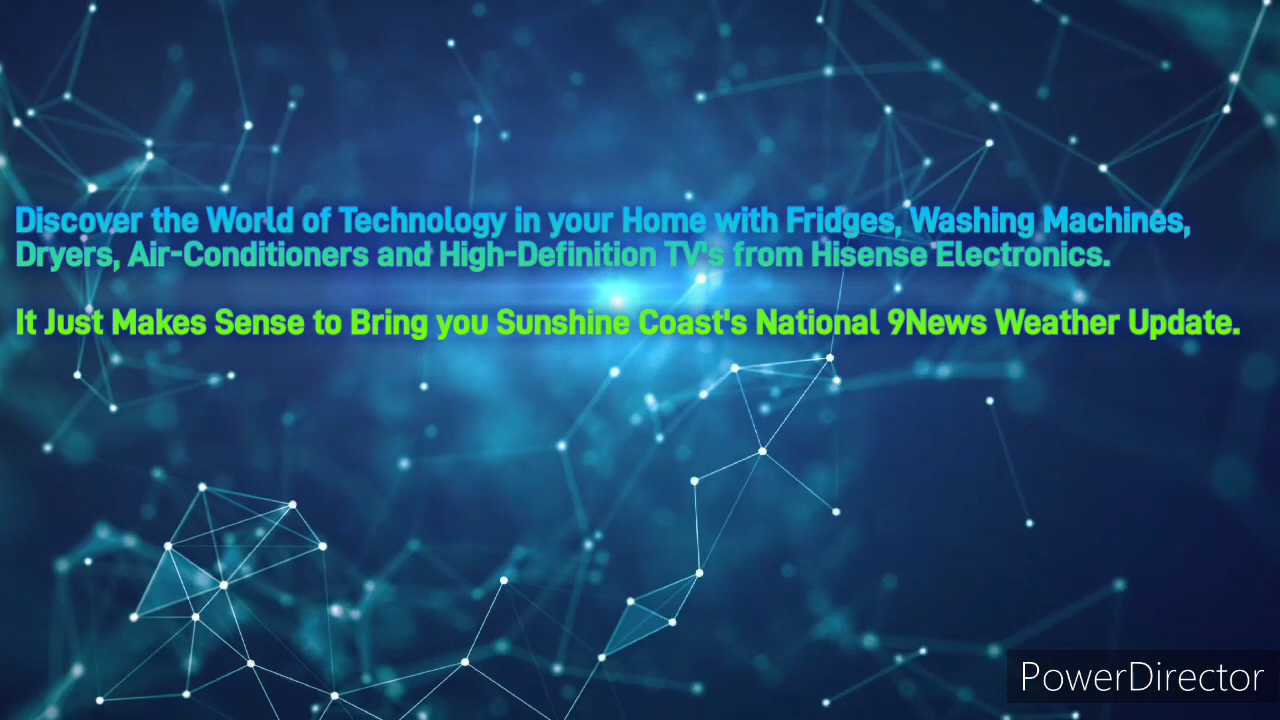 Discover the World of Technology in your Home with Fridges, Washing Machines,
Dryers, Air-Conditioners and High-Definition TV's from Hisense Electronics.
It Just Makes Sense to Bring you Sunshine Coast's National 9News Weather Update.
PowerDirector